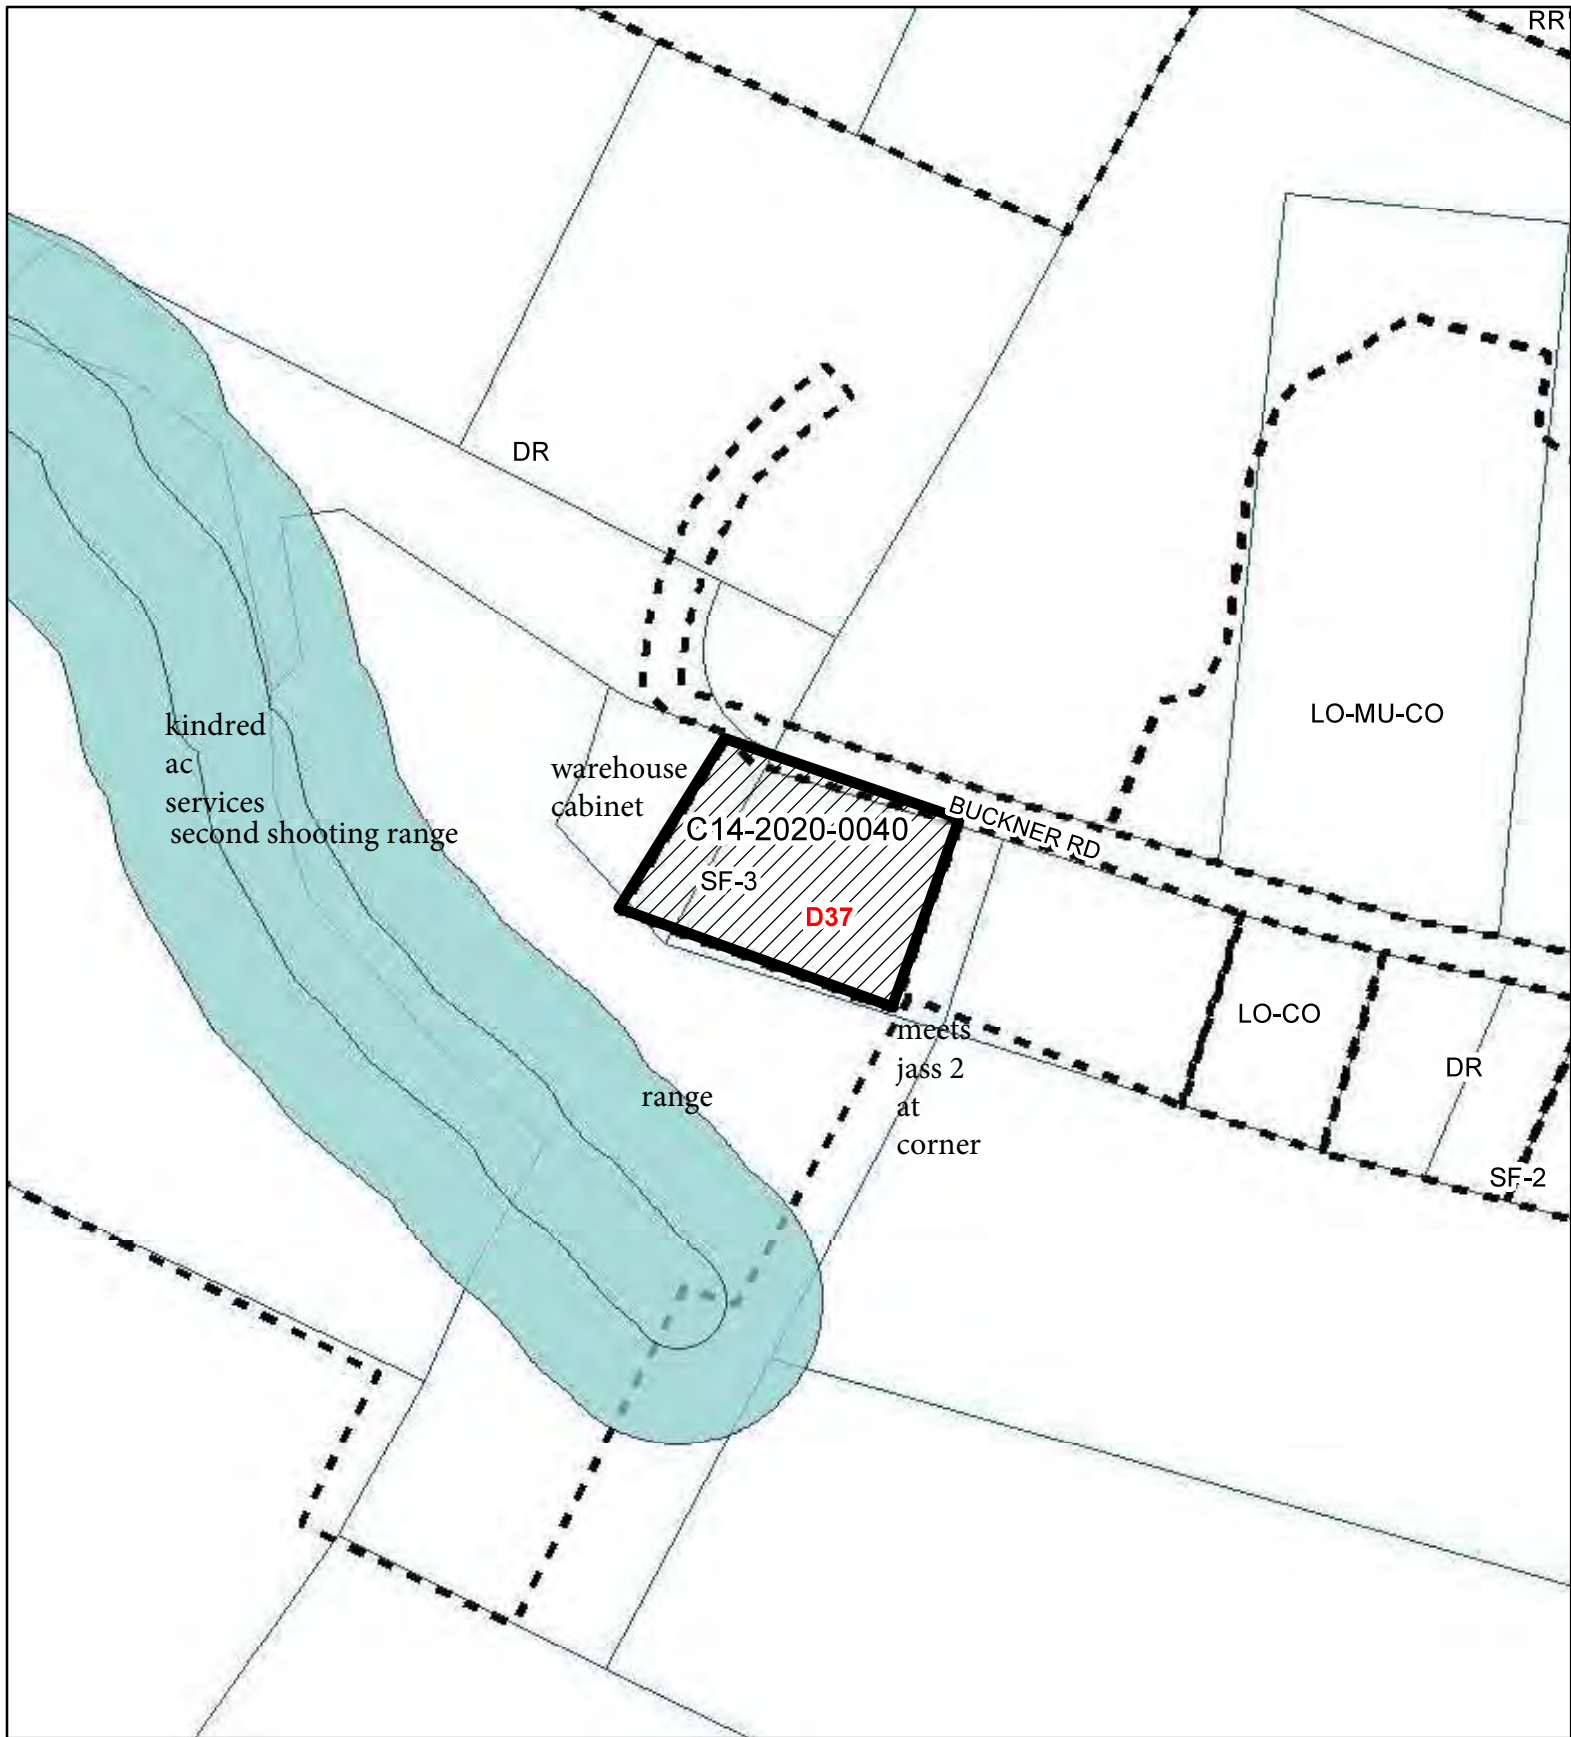 RR
DR
LO-MU-CO
kindred
ac
services
second shooting range
warehouse
cabinet
C14-2020-0040
BUCKNER RD
SF-3
D37
LO-CO
meets
jass 2
at
corner
DR
range
SF-2